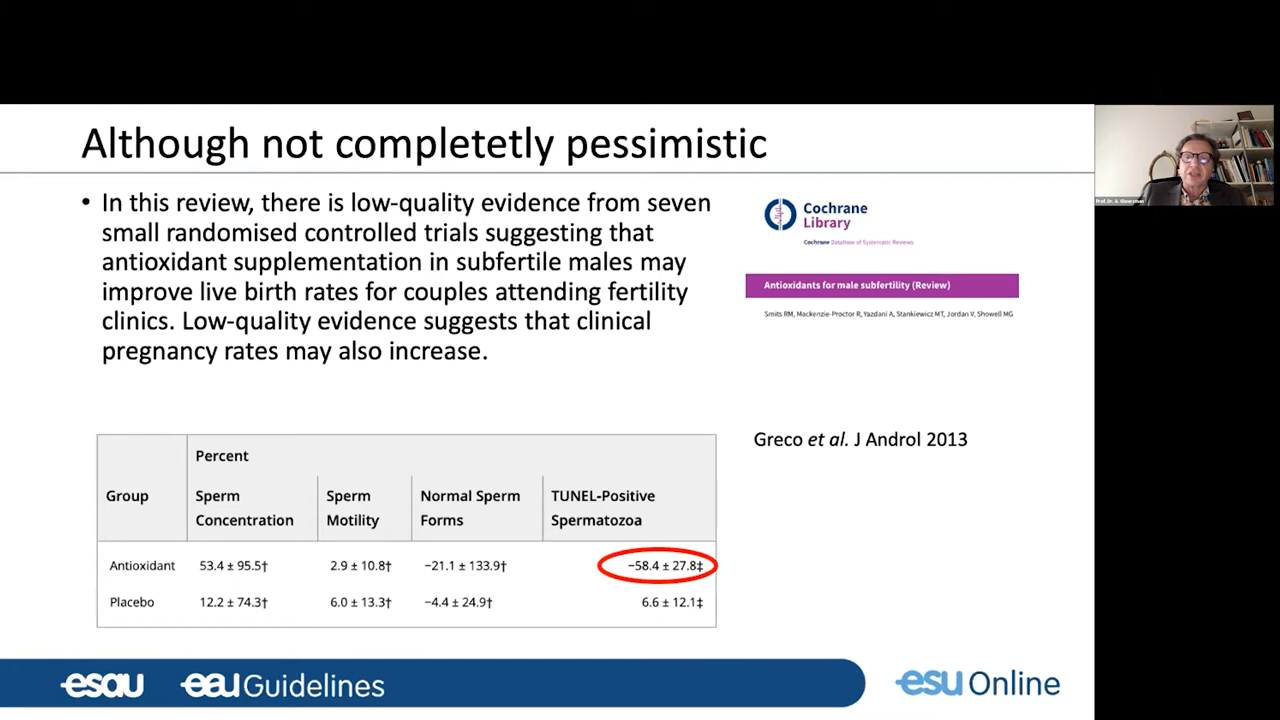 Although not completetly pessimistic
• In this review, there is low-quality evidence from seven
small randomised controlled trials suggesting that
antioxidant supplementation in subfertile males may
improve live birth rates for couples attending fertility
clinics. Low-quality evidence suggests that clinical
pregnancy rates may also increase.
Cochrane
Library
Cochrane Database of Systematic Reviews
Antioxidants for male subfertility (Review)
Smits RM, Mackenzie-Proctor R, Yazdani A, Stankiewicz MT, Jordan V, Showell MG
Greco et al. J Androl 2013
Percent
Group
Sperm
Concentration
Sperm
Motility
Normal Sperm
Forms
TUNEL-Positive
Spermatozoa
Antioxidant 53.4 ± 95.5† 2.9 ± 10.8† −21.1 ± 133.9† −58.4 ± 27.8‡
Placebo 12.2 ± 74.3† 6.0 ± 13.3† −4.4 ± 24.9† 6.6 ± 12.1‡
esau eau Guidelines esu Online